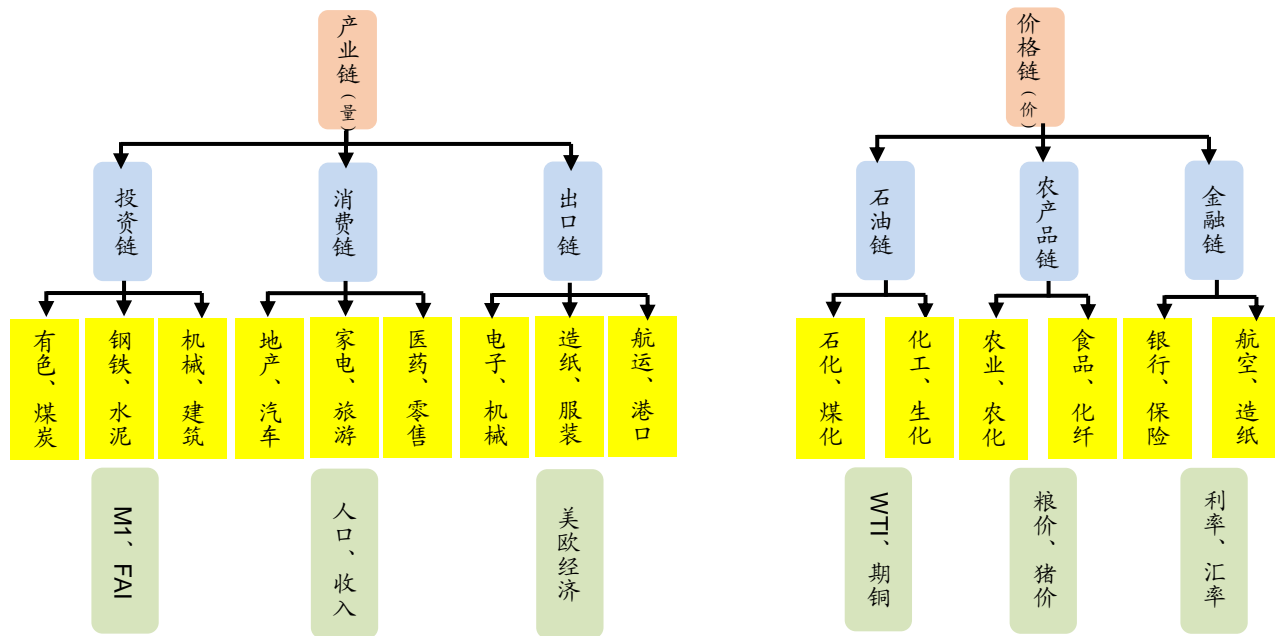 产业链（量）
价格链（价）
投资链
消费链
出口链
石油链
农产品链
金融链
有色、煤炭
钢铁、水泥
机械、建筑
地产、汽车
家电、旅游
医药、零售
电子、机械
造纸、服装
航运、港口
石化、煤化
化工、生化
农业、农化
食品、化纤
银行、保险
航空、造纸
M1、FAI
人口、收入
美欧经济
WTI、期铜
粮价、猪价
利率、汇率